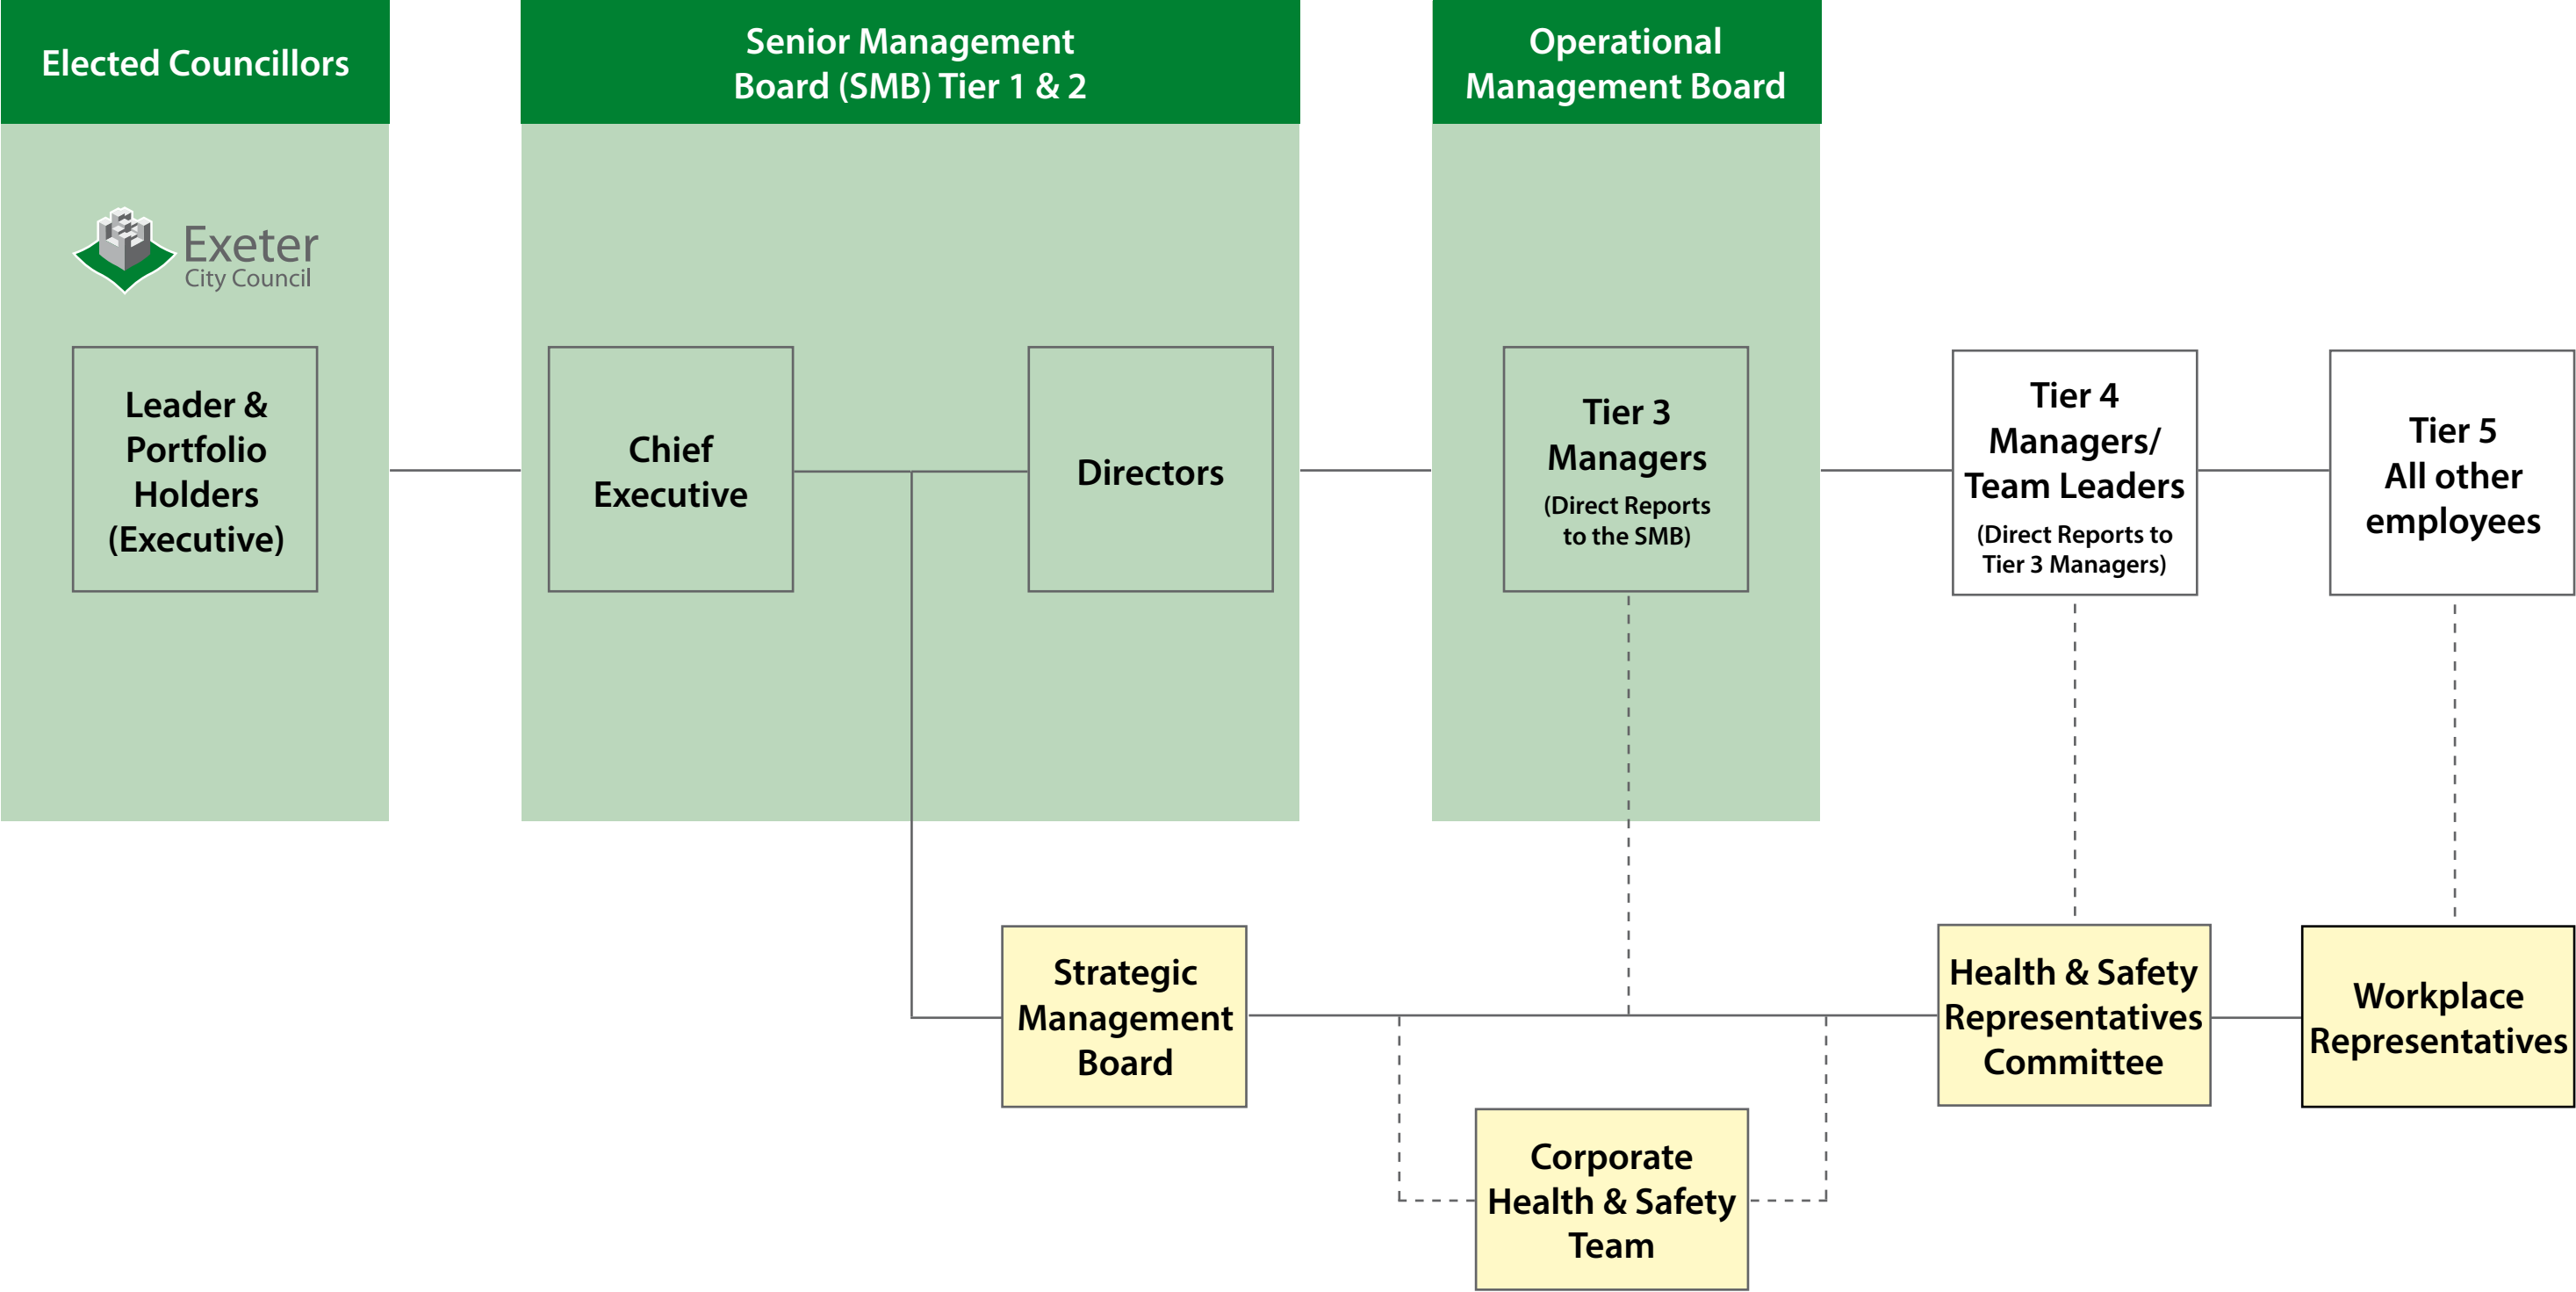 Elected Councillors
Senior Management
Board (SMB) Tier 1 & 2
Operational
Management Board
Exeter
City Council
Leader &
Portfolio
Holders
(Executive)
Chief
Executive
Directors
Tier 3
Managers
(Direct Reports
to the SMB)
Tier 4
Managers/
Team Leaders
(Direct Reports to
Tier 3 Managers)
Tier 5
All other
employees
Strategic
Management
Board
Health & Safety
Representatives
Committee
Workplace
Representatives
Corporate
Health & Safety
Team